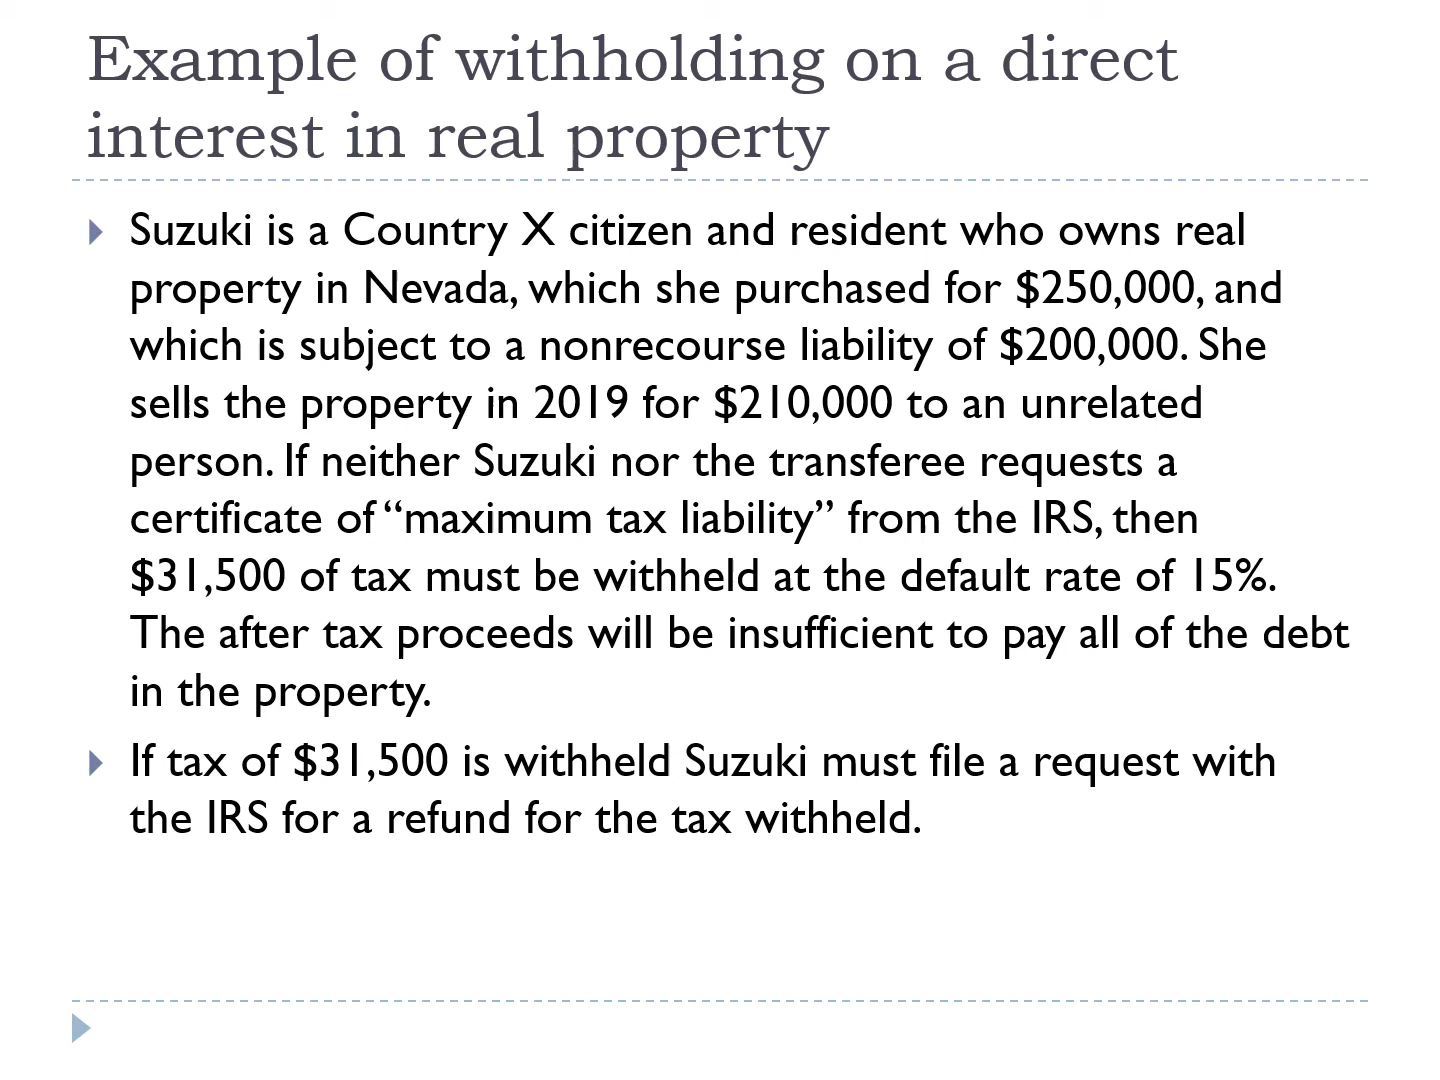 Example of withholding on a direct
interest in real property
Suzuki is a Country X citizen and resident who owns real
property in Nevada, which she purchased for $250,000, and
which is subject to a nonrecourse liability of $200,000. She
sells the property in 2019 for $210,000 to an unrelated
person. If neither Suzuki nor the transferee requests a
certificate of “maximum tax liability” from the IRS, then
$31,500 of tax must be withheld at the default rate of 15%.
The after tax proceeds will be insufficient to pay all of the debt
in the property.
If tax of $31,500 is withheld Suzuki must file a request with
the IRS for a refund for the tax withheld.